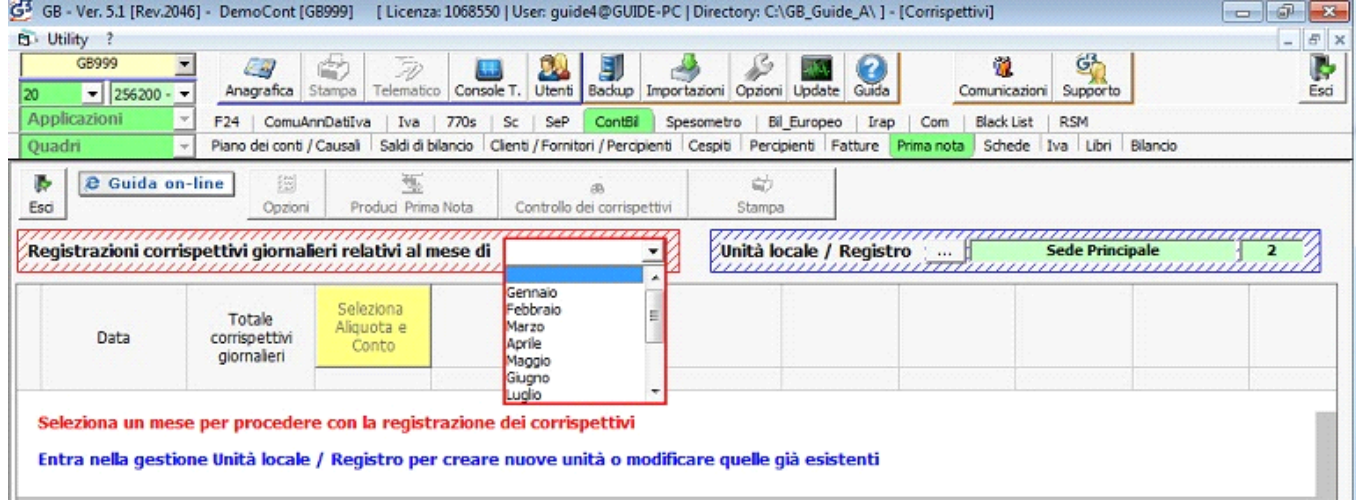 GB - Ver. 5.1 [Rev.2046] - DemoCont [GB999] [ Licenza: 1068550 | User: guide4@GUIDE-PC | Directory: C:\GB_Guide_A\ ] - [Corrispettivi]
Utility ?
GB999
20 256200 -
Anagrafica Stampa Telematico Console T. Utenti Backup Importazioni Opzioni Update Guida Comunicazioni Supporto Esci
Applicazioni F24 ComuAnnDatiIva Iva 770s Sc SeP ContBil Spesometro Bil_Europeo Irap Com Black List RSM
Quadri Piano dei conti / Causali Saldi di bilancio Clienti / Fornitori / Percipienti Cespiti Percipienti Fatture Prima nota Schede Iva Libri Bilancio
Guida on-line
Esci Opzioni Produci Prima Nota Controllo dei corrispettivi Stampa
Registrazioni corrispettivi giornalieri relativi al mese di Unità locale / Registro ... Sede Principale 2
Gennaio
Febbraio
Marzo
Aprile
Maggio
Giugno
Luglio
Data
Totale
corrispettivi
giornalieri
Seleziona
Aliquota e
Conto
Seleziona un mese per procedere con la registrazione dei corrispettivi
Entra nella gestione Unità locale / Registro per creare nuove unità o modificare quelle già esistenti